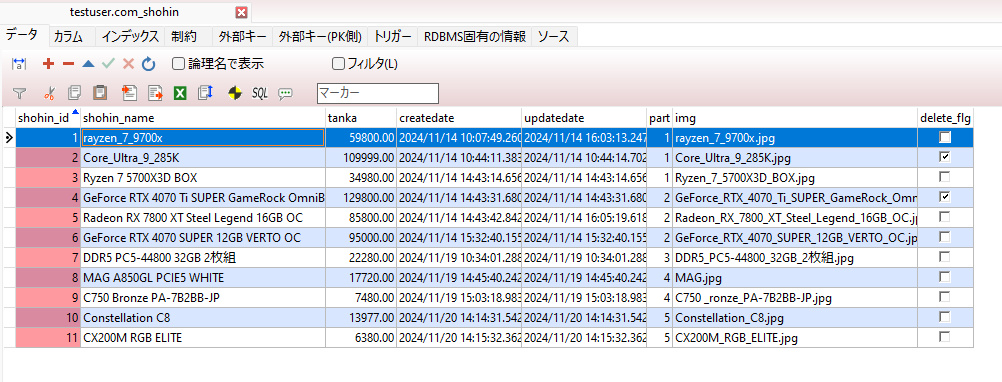 testuser.com_shohin
データ カラム インデックス 制約 外部キー 外部キー(PK側) トリガー RDBMS固有の情報 ソース
論理名で表示 フィルタ(L)
SQL マーカー
shohin_id shohin_name tanka createdate updatedate part img delete_flg
1 rayzen_7_9700x 59800.00 2024/11/14 10:07:49.260 2024/11/14 16:03:13.247 1 rayzen_7_9700x.jpg
2 Core_Ultra_9_285K 109999.00 2024/11/14 10:44:11.383 2024/11/14 10:44:14.702 1 Core_Ultra_9_285K.jpg
3 Ryzen 7 5700X3D BOX 34980.00 2024/11/14 14:43:14.656 2024/11/14 14:43:14.656 1 Ryzen_7_5700X3D_BOX.jpg
4 GeForce RTX 4070 Ti SUPER GameRock OmniB 129800.00 2024/11/14 14:43:31.680 2024/11/14 14:43:31.680 2 GeForce_RTX_4070_Ti_SUPER_GameRock_Omn
5 Radeon RX 7800 XT Steel Legend 16GB OC 85800.00 2024/11/14 14:43:42.842 2024/11/14 16:05:19.618 2 Radeon_RX_7800_XT_Steel_Legend_16GB_OC.j
6 GeForce RTX 4070 SUPER 12GB VERTO OC 95000.00 2024/11/14 15:32:40.155 2024/11/14 15:32:40.155 2 GeForce_RTX_4070_SUPER_12GB_VERTO_OC.jp
7 DDR5 PC5-44800 32GB 2枚組 22280.00 2024/11/19 10:34:01.288 2024/11/19 10:34:01.288 3 DDR5_PC5-44800_32GB_2枚組.jpg
8 MAG A850GL PCIE5 WHITE 17720.00 2024/11/19 14:45:40.242 2024/11/19 14:45:40.242 4 MAG.jpg
9 C750 Bronze PA-7B2BB-JP 7480.00 2024/11/19 15:03:18.983 2024/11/19 15:03:18.983 4 C750 _ronze_PA-7B2BB-JP.jpg
10 Constellation C8 13977.00 2024/11/20 14:14:31.542 2024/11/20 14:14:31.542 5 Constellation_C8.jpg
11 CX200M RGB ELITE 6380.00 2024/11/20 14:15:32.362 2024/11/20 14:15:32.362 5 CX200M_RGB_ELITE.jpg